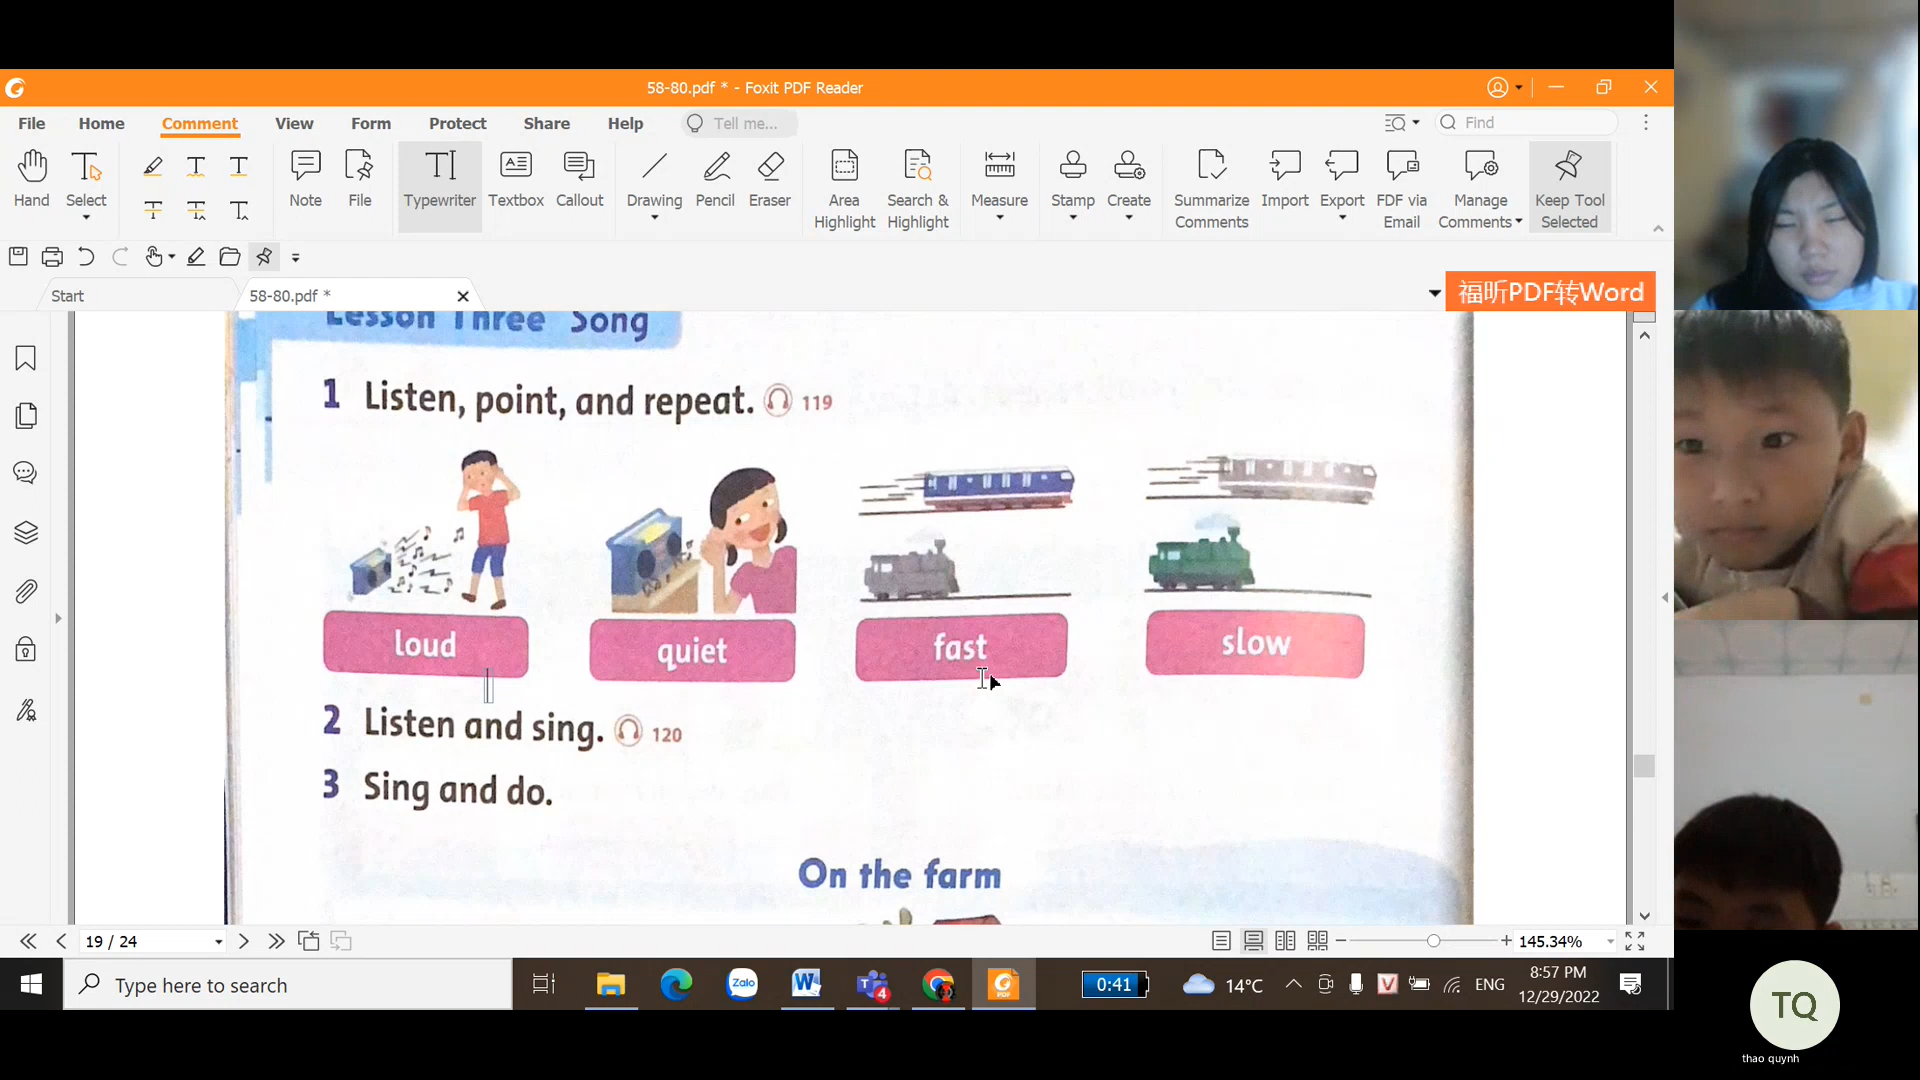 58-80.pdf * - Foxit PDF Reader
File Home Comment View Form Protect Share Help Tell me... Find
Hand Select Note File Typewriter Textbox Callout Drawing Pencil Eraser Area Highlight Search & Highlight Measure Stamp Create Summarize Comments Import Export FDF via Email Manage Comments Keep Tool Selected
Start 58-80.pdf * 福昕PDF转Word
Lesson Three Song
1 Listen, point, and repeat. 119
loud quiet fast slow
2 Listen and sing. 120
3 Sing and do.
On the farm
19 / 24 145.34%
Type here to search Zalo 4 0:41 14°C V ENG 8:57 PM
12/29/2022
TQ
thao quynh